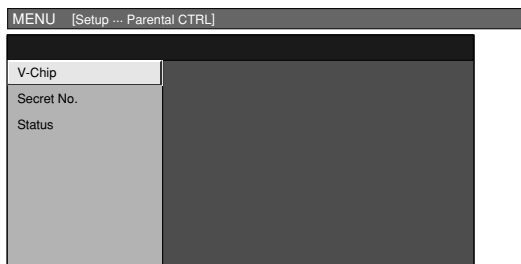 MENU [Setup ··· Parental CTRL]
V-Chip
Secret No.
Status